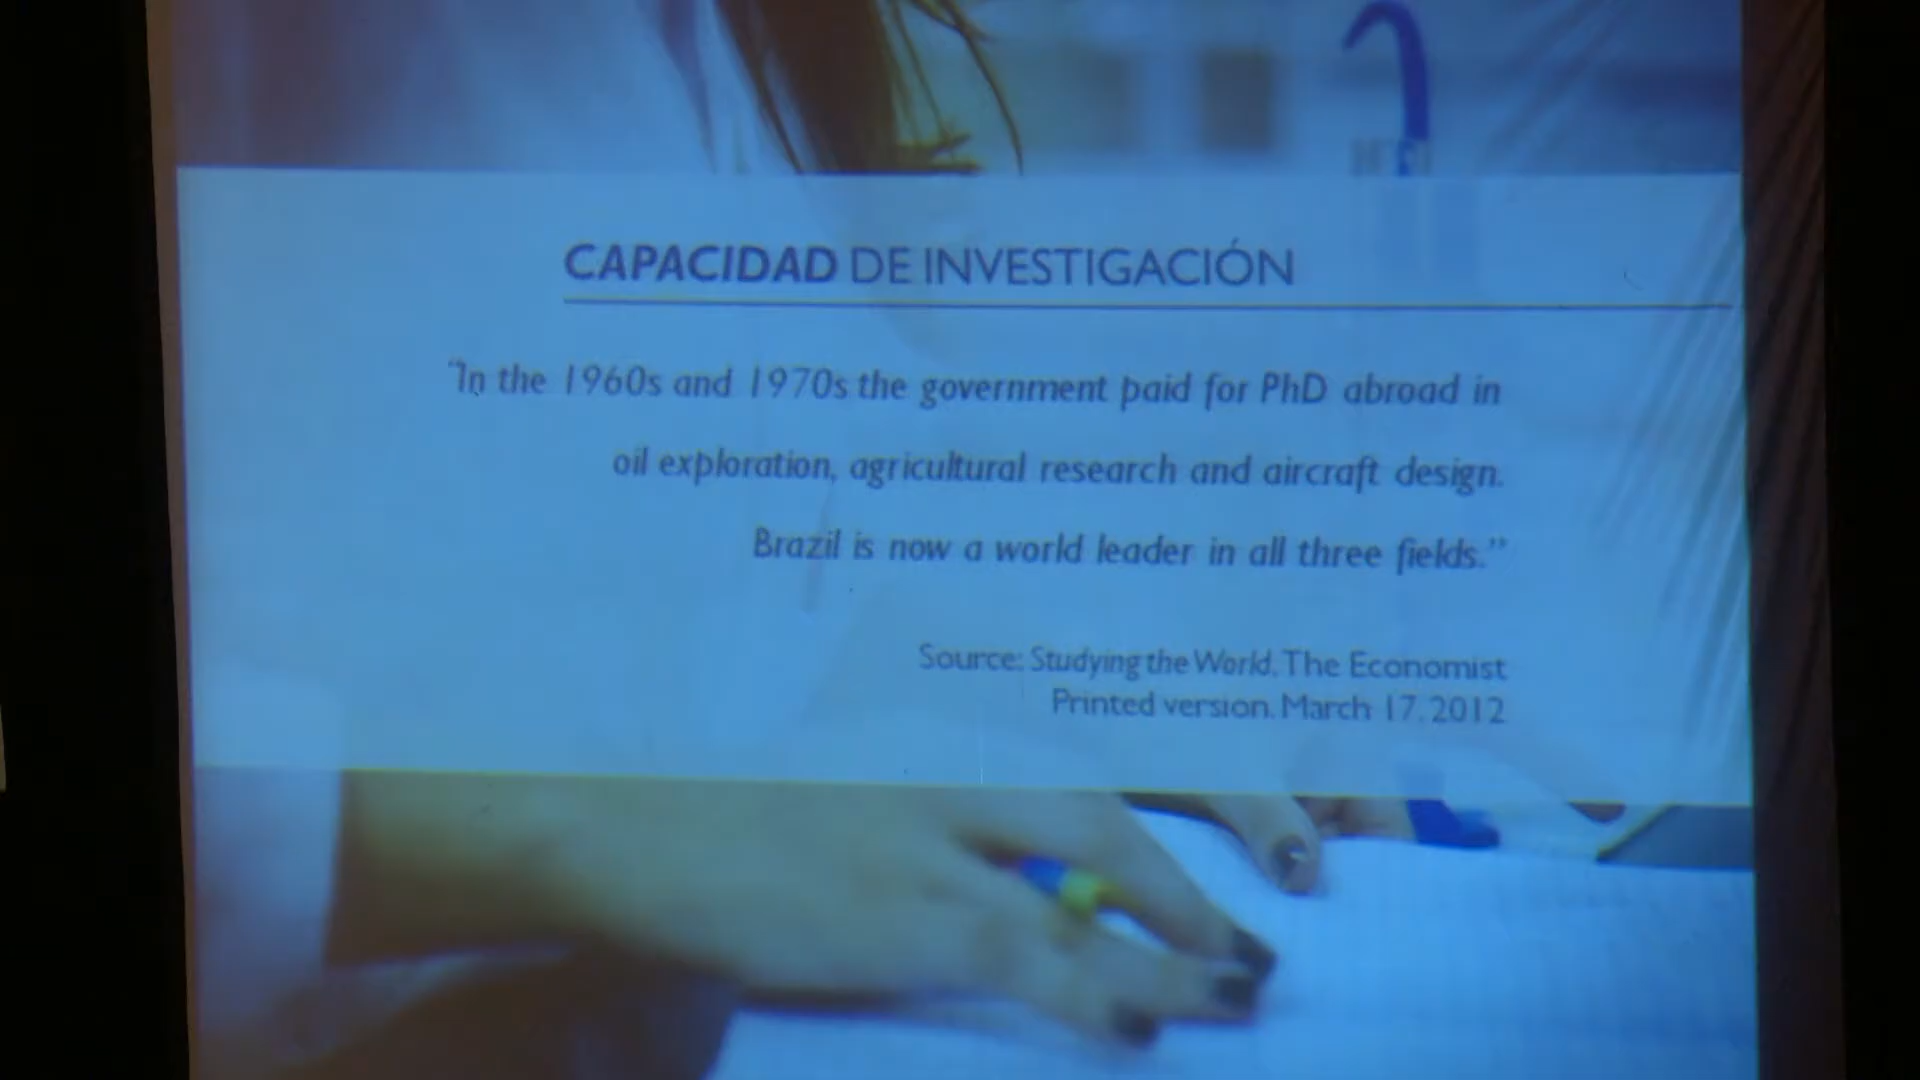 CAPACIDAD DE INVESTIGACIÓN
“In the 1960s and 1970s the government paid for PhD abroad in
oil exploration, agricultural research and aircraft design.
Brazil is now a world leader in all three fields.”
Source: Studying the World. The Economist
Printed version. March 17. 2012